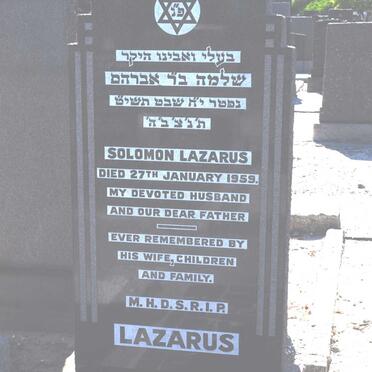 פ"נ
בעלי ואבינו היקר
שלמה ב"ר אברהם
נפטר י"ח שבט תשי"ט
ת'נ'צ'ב'ה'
SOLOMON LAZARUS
DIED 27TH JANUARY 1959.
MY DEVOTED HUSBAND
AND OUR DEAR FATHER
EVER REMEMBERED BY
HIS WIFE, CHILDREN
AND FAMILY.
M.H.D.S.R.I.P.
LAZARUS